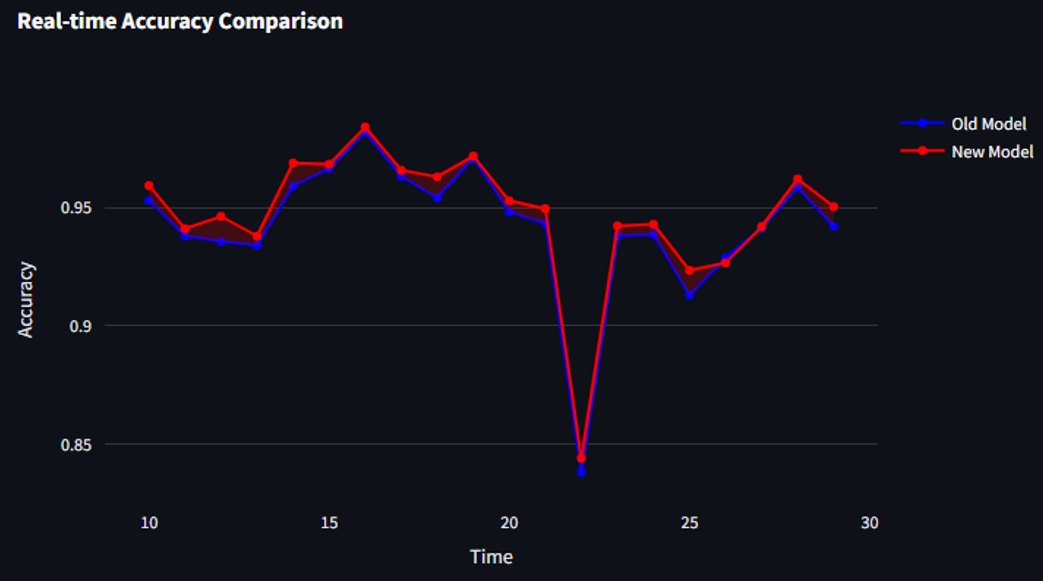 Real-time Accuracy Comparison
Old Model
New Model
0.95
0.9
0.85
Accuracy
10 15 20 25 30
Time